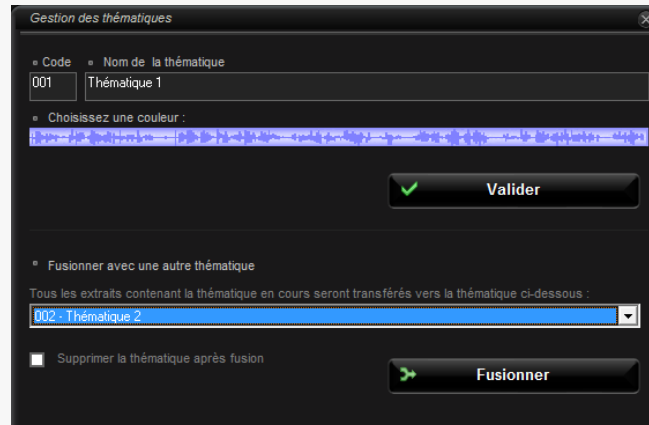 Gestion des thématiques
Code Nom de la thématique
001 Thématique 1
Choisissez une couleur :
Valider
Fusionner avec une autre thématique
Tous les extraits contenant la thématique en cours seront transférés vers la thématique ci-dessous :
002 - Thématique 2
Supprimer la thématique après fusion
Fusionner